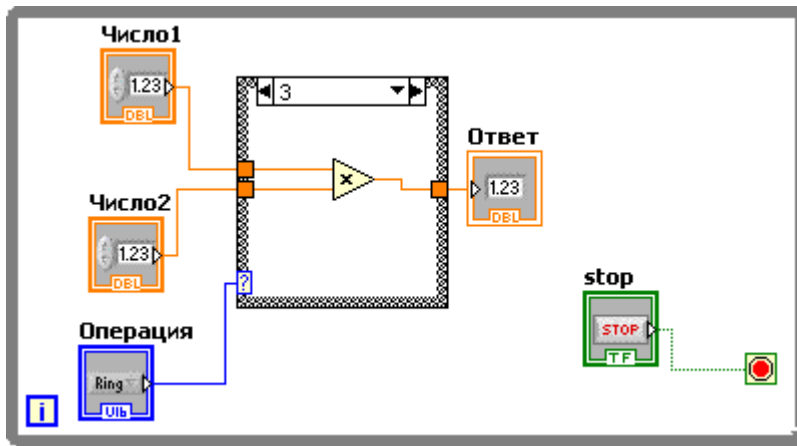 Число1
1.23
DBL
3
Ответ
1.23
DBL
Число2
1.23
DBL
?
stop
STOP
TF
Операция
Ring
U16
i